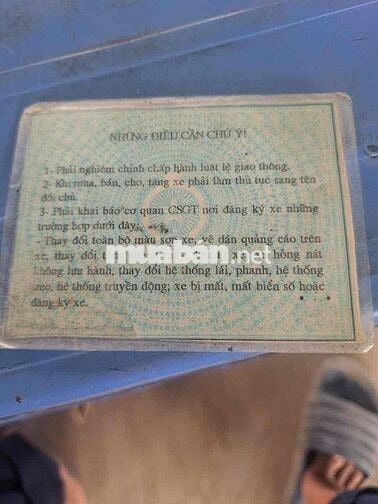 NHỮNG ĐIỀU CẦN CHÚ Ý!
1- Phải nghiêm chỉnh chấp hành luật lệ giao thông.
2- Khi mua, bán, cho, tặng xe phải làm thủ tục sang tên
đổi chủ.
3- Phải khai báo cơ quan CSGT nơi đăng ký xe những
trường hợp dưới đây:
- Thay đổi toàn bộ màu sơn xe, vẽ dán quảng cáo trên
xe, thay đổi hỏng nát
không lưu hành, thay đổi hệ thống lái, phanh, hệ thống
treo, hệ thống truyền động; xe bị mất, mất biển số hoặc
đăng ký xe.
muaban.net